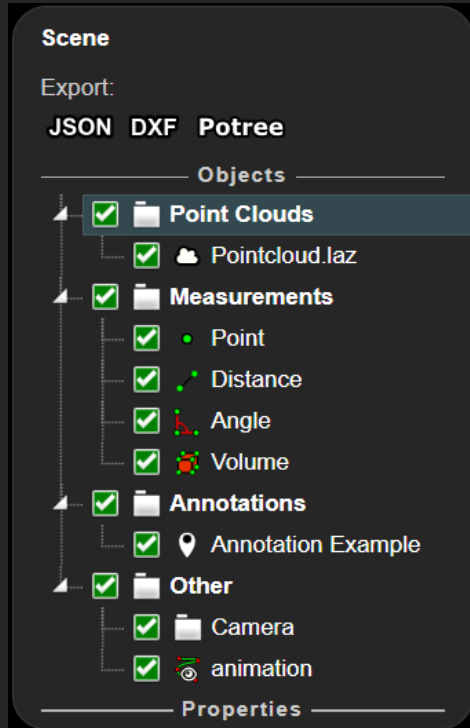 Scene
Export:
JSON DXF Potree
Objects
Point Clouds
Pointcloud.laz
Measurements
Point
Distance
Angle
Volume
Annotations
Annotation Example
Other
Camera
animation
Properties